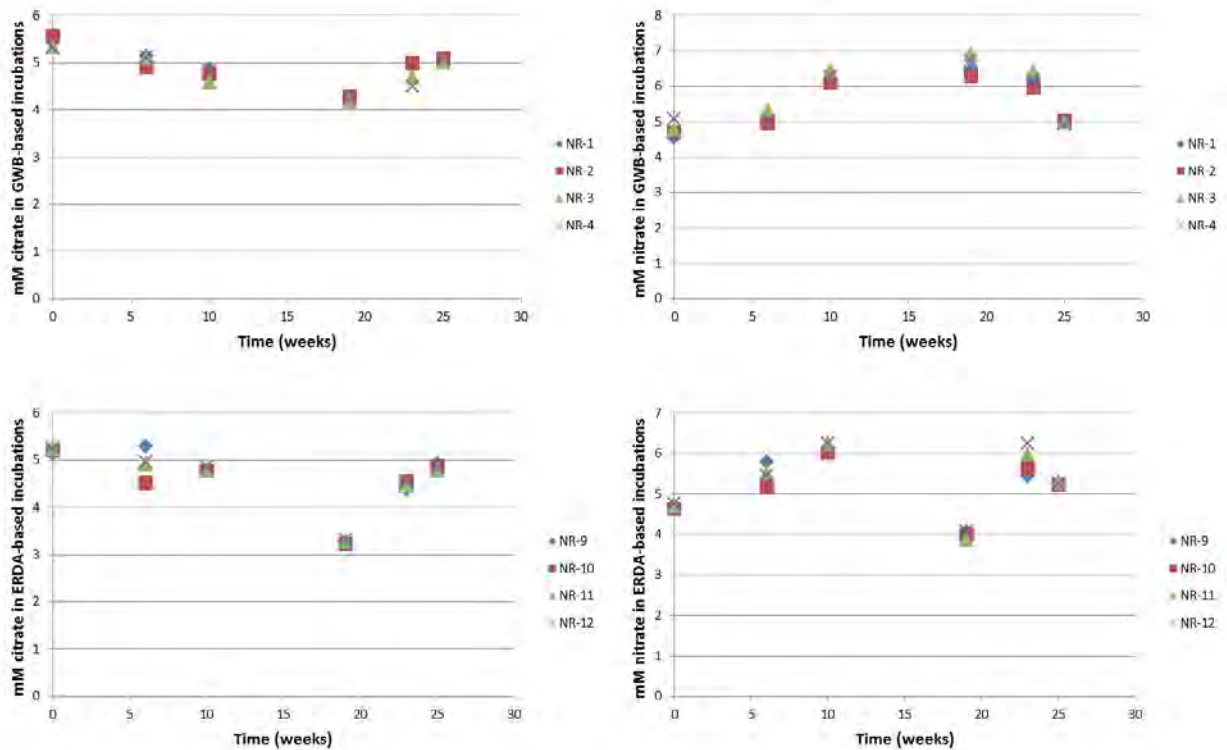 mM citrate in GWB-based incubations
6
5
4
3
2
1
0
0 5 10 15 20 25 30
Time (weeks)
NR-1
NR-2
NR-3
NR-4
mM nitrate in GWB-based incubations
8
7
6
5
4
3
2
1
0
0 5 10 15 20 25 30
Time (weeks)
NR-1
NR-2
NR-3
NR-4
mM citrate in ERDA-based incubations
6
5
4
3
2
1
0
0 5 10 15 20 25 30
Time (weeks)
NR-9
NR-10
NR-11
NR-12
mM nitrate in ERDA-based incubations
7
6
5
4
3
2
1
0
0 5 10 15 20 25 30
Time (weeks)
NR-9
NR-10
NR-11
NR-12